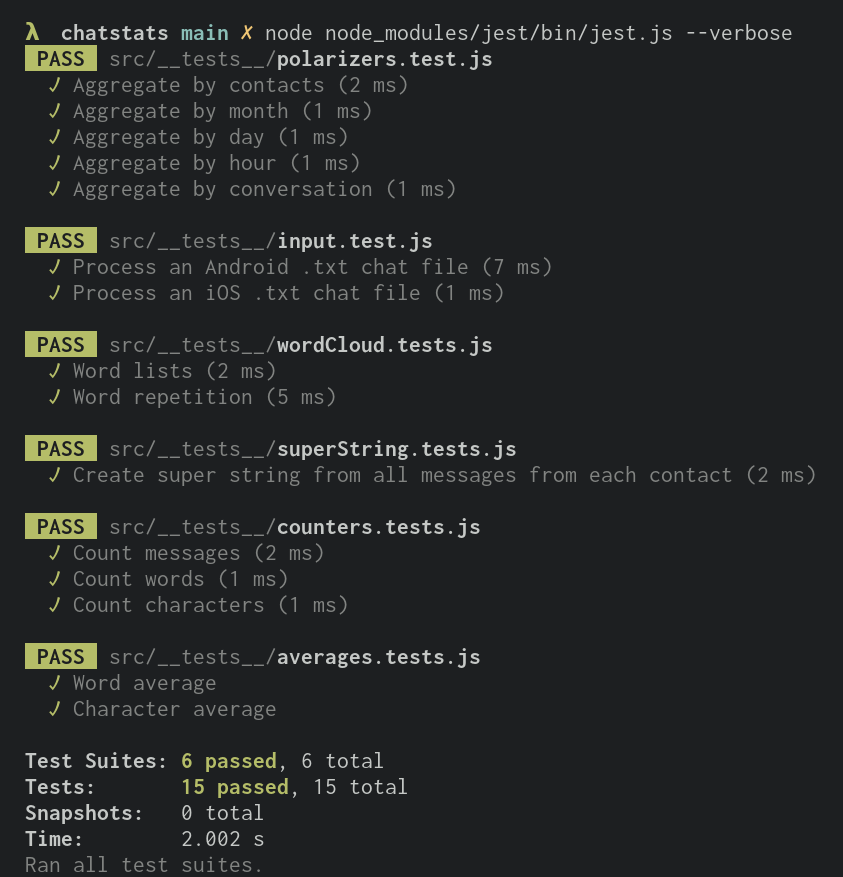 λ  chatstats main ✗ node node_modules/jest/bin/jest.js --verbose
PASS src/__tests__/polarizers.test.js
✓ Aggregate by contacts (2 ms)
✓ Aggregate by month (1 ms)
✓ Aggregate by day (1 ms)
✓ Aggregate by hour (1 ms)
✓ Aggregate by conversation (1 ms)
PASS src/__tests__/input.test.js
✓ Process an Android .txt chat file (7 ms)
✓ Process an iOS .txt chat file (1 ms)
PASS src/__tests__/wordCloud.tests.js
✓ Word lists (2 ms)
✓ Word repetition (5 ms)
PASS src/__tests__/superString.tests.js
✓ Create super string from all messages from each contact (2 ms)
PASS src/__tests__/counters.tests.js
✓ Count messages (2 ms)
✓ Count words (1 ms)
✓ Count characters (1 ms)
PASS src/__tests__/averages.tests.js
✓ Word average
✓ Character average
Test Suites: 6 passed, 6 total
Tests:       15 passed, 15 total
Snapshots:   0 total
Time:        2.002 s
Ran all test suites.